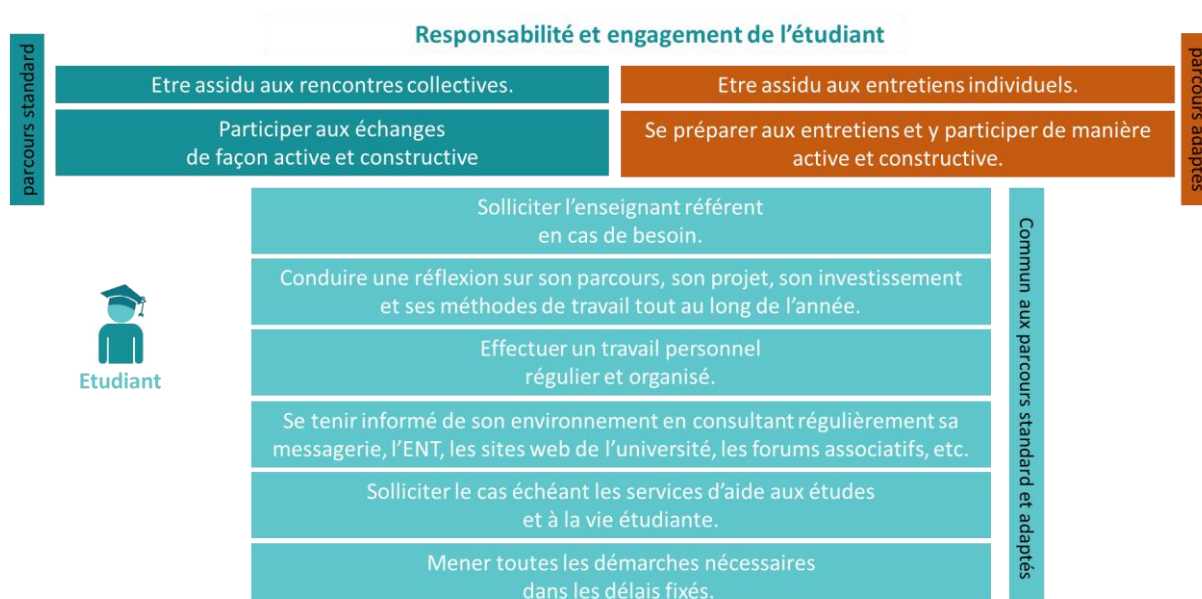 Responsabilité et engagement de l’étudiant
parcours standard
Etre assidu aux rencontres collectives.
Participer aux échanges
de façon active et constructive
Etre assidu aux entretiens individuels.
Se préparer aux entretiens et y participer de manière
active et constructive.
parcours adaptés
Solliciter l’enseignant référent
en cas de besoin.
Conduire une réflexion sur son parcours, son projet, son investissement
et ses méthodes de travail tout au long de l’année.
Effectuer un travail personnel
régulier et organisé.
Se tenir informé de son environnement en consultant régulièrement sa
messagerie, l’ENT, les sites web de l’université, les forums associatifs, etc.
Solliciter le cas échéant les services d’aide aux études
et à la vie étudiante.
Mener toutes les démarches nécessaires
dans les délais fixés.
Commun aux parcours standard et adaptés
Etudiant